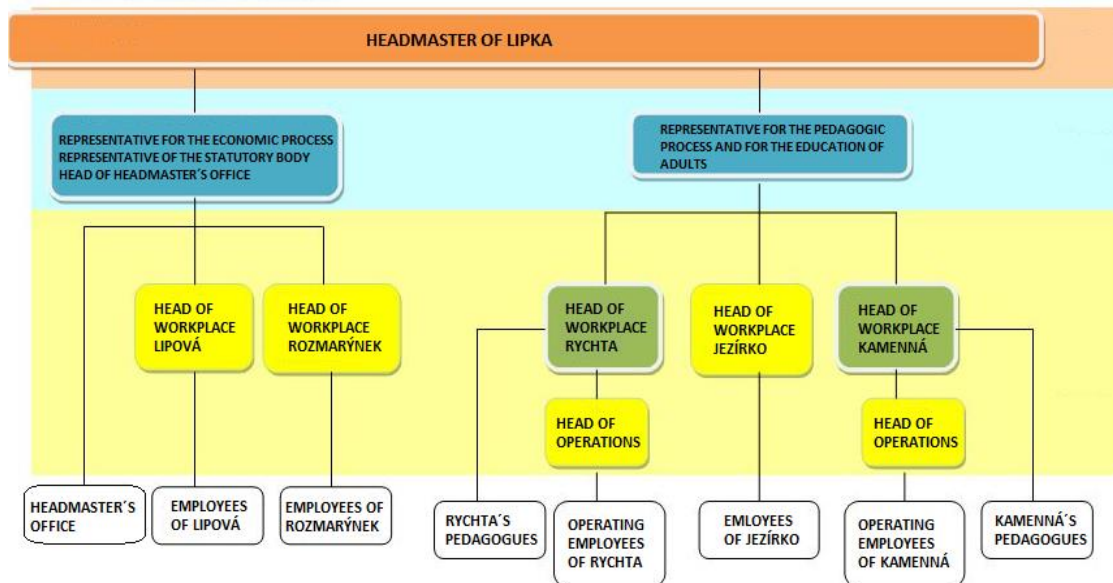 HEADMASTER OF LIPKA
REPRESENTATIVE FOR THE ECONOMIC PROCESS
REPRESENTATIVE OF THE STATUTORY BODY
HEAD OF HEADMASTER´S OFFICE
REPRESENTATIVE FOR THE PEDAGOGIC
PROCESS AND FOR THE EDUCATION OF
ADULTS
HEAD OF
WORKPLACE
LIPOVÁ
HEAD OF
WORKPLACE
ROZMARÝNEK
HEAD OF
WORKPLACE
RYCHTA
HEAD OF
WORKPLACE
JEZÍRKO
HEAD OF
WORKPLACE
KAMENNÁ
HEAD OF
OPERATIONS
HEAD OF
OPERATIONS
HEADMASTER´S
OFFICE
EMPLOYEES
OF LIPOVÁ
EMPLOYEES OF
ROZMARÝNEK
RYCHTA´S
PEDAGOGUES
OPERATING
EMPLOYEES
OF RYCHTA
EMLOYEES
OF JEZÍRKO
OPERATING
EMPLOYEES
OF KAMENNÁ
KAMENNÁ´S
PEDAGOGUES